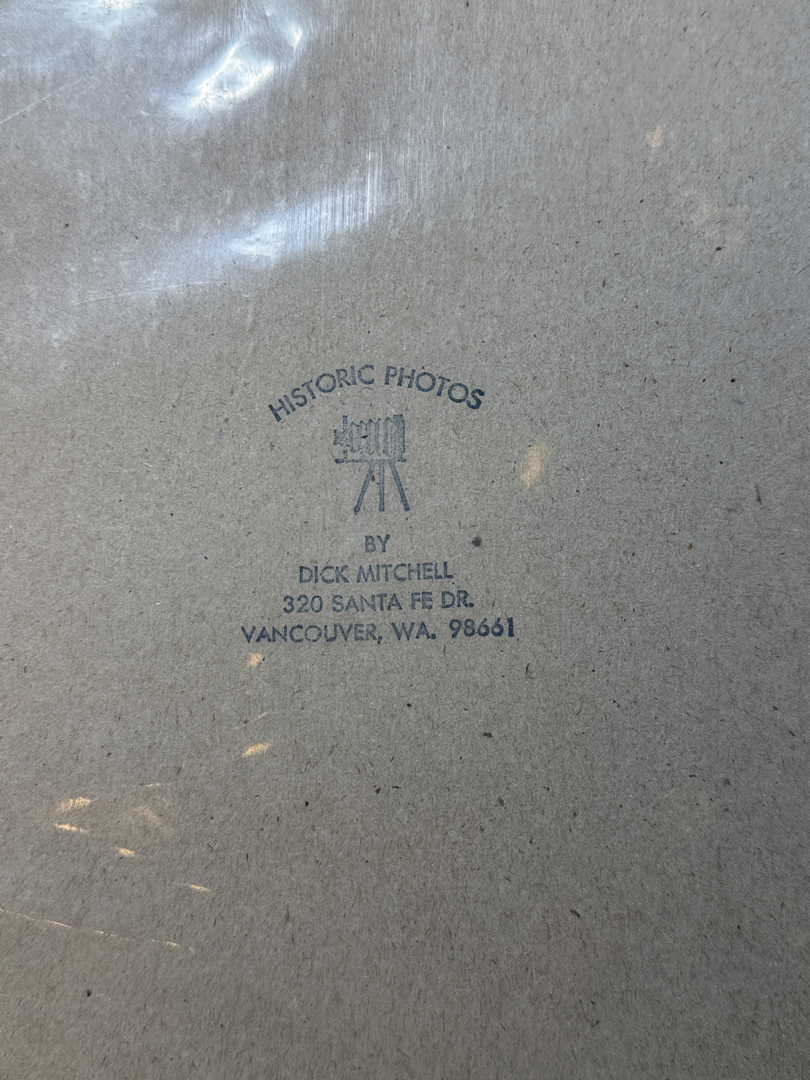 HISTORIC PHOTOS
BY
DICK MITCHELL
320 SANTA FE DR.
VANCOUVER, WA. 98661